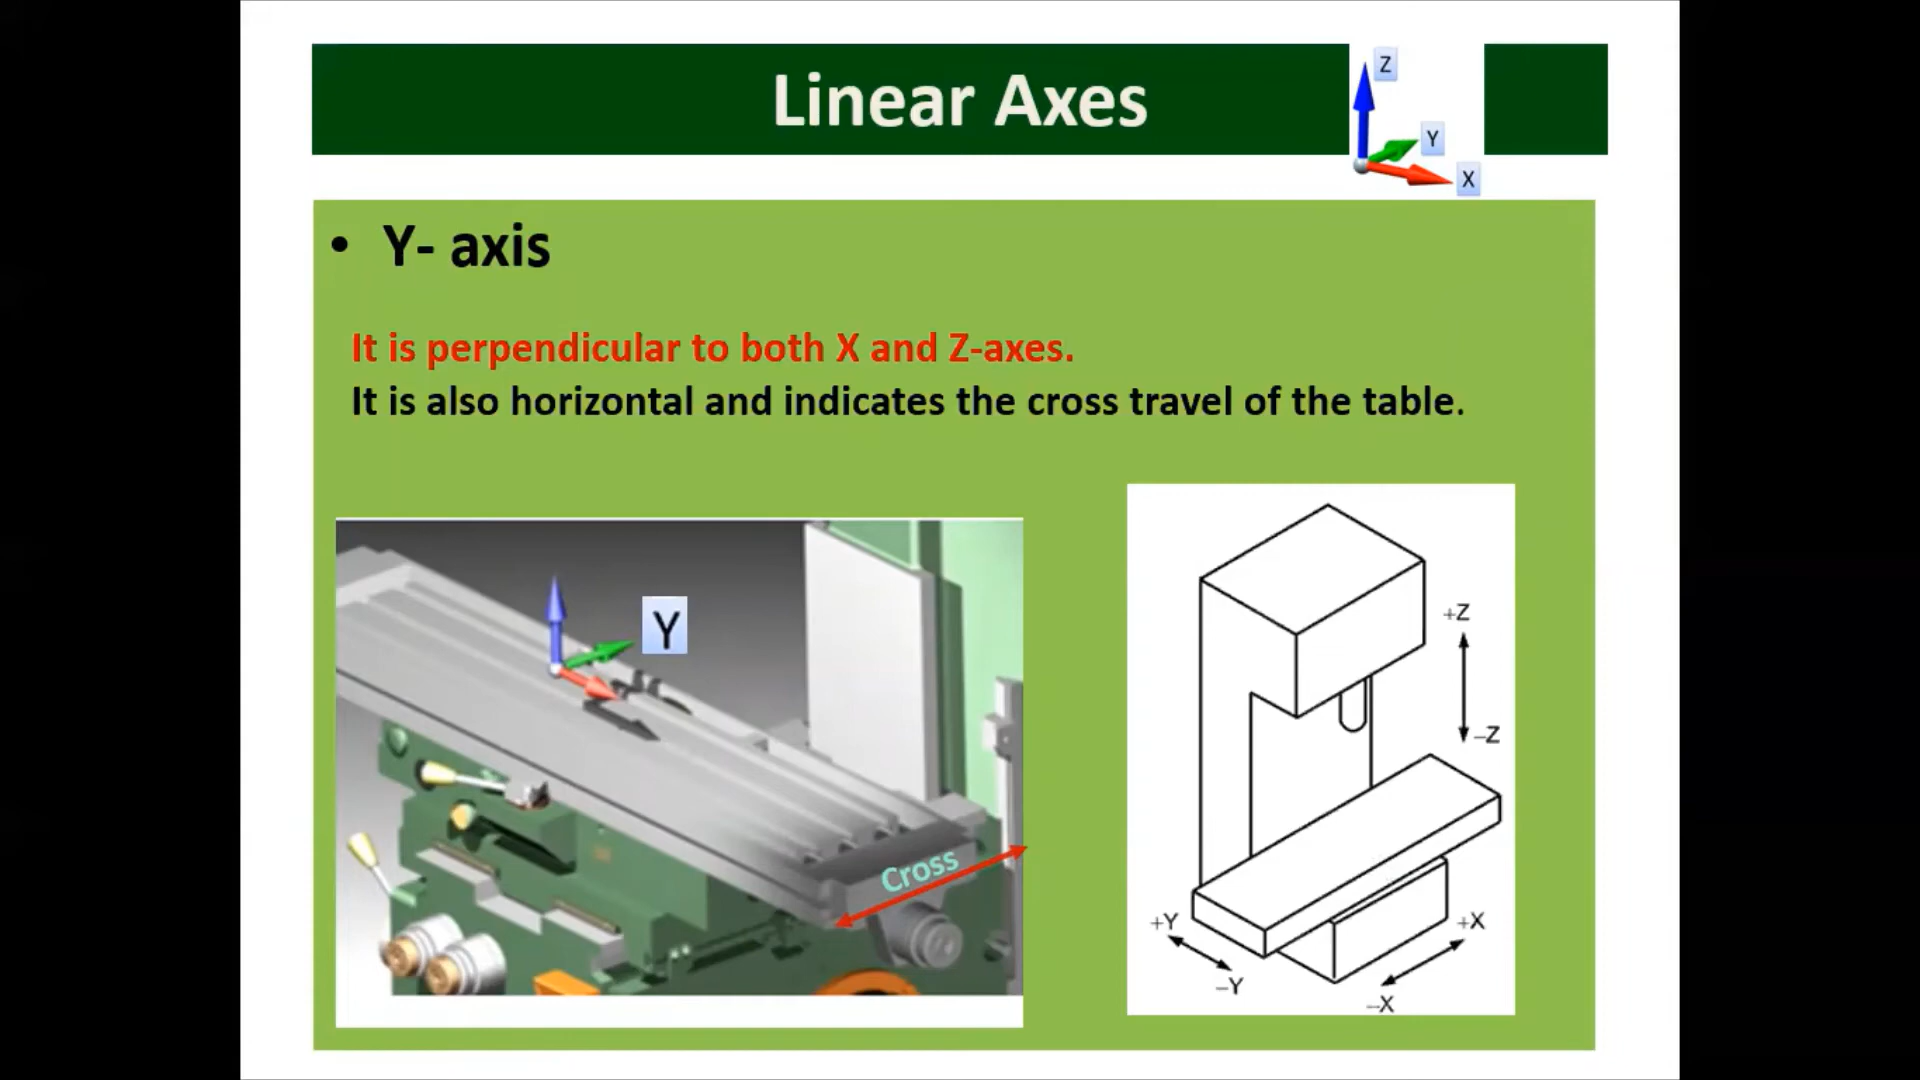 Linear Axes
Z
Y
X
• Y- axis
It is perpendicular to both X and Z-axes.
It is also horizontal and indicates the cross travel of the table.
Y
Cross
+Z
–Z
+Y
–Y
+X
–X